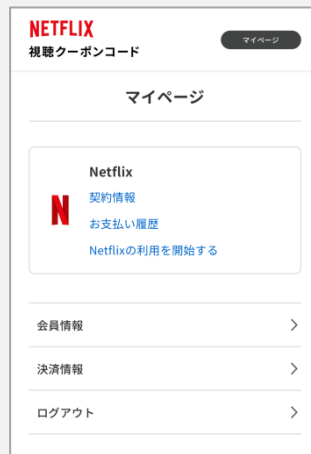 NETFLIX
視聴クーポンコード
マイページ
マイページ
Netflix
N
契約情報
お支払い履歴
Netflixの利用を開始する
会員情報
決済情報
ログアウト